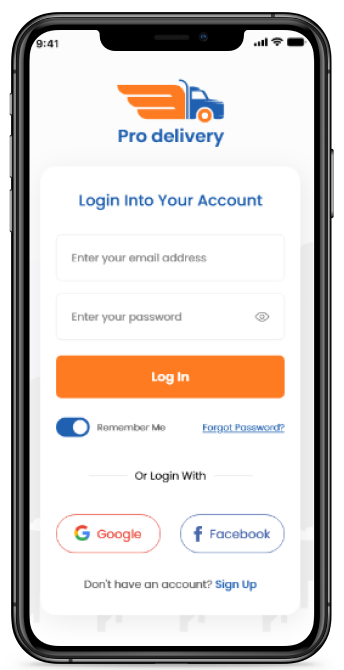 9:41
Pro delivery
Login Into Your Account
Enter your email address
Enter your password
Log In
Remember Me Forgot Password?
Or Login With
G Google f Facebook
Don't have an account? Sign Up